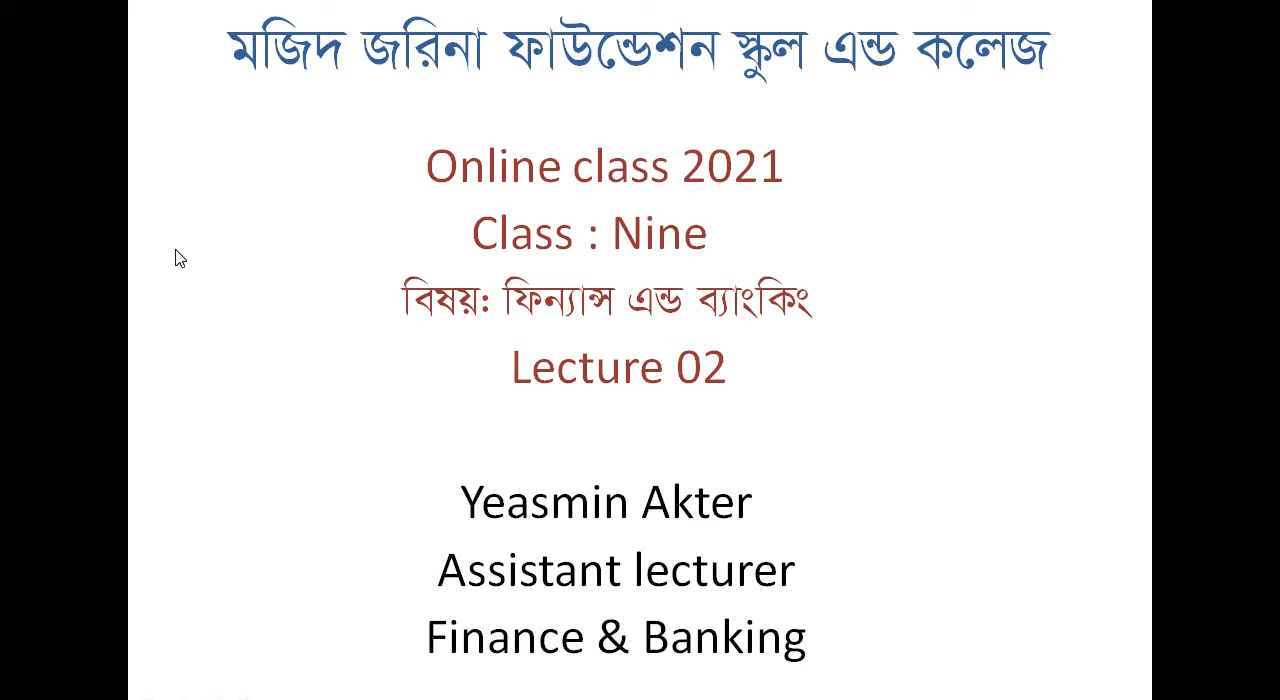 মজিদ জরিনা ফাউন্ডেশন স্কুল এন্ড কলেজ
Online class 2021
Class : Nine
বিষয়: ফিন্যান্স এন্ড ব্যাংকিং
Lecture 02
Yeasmin Akter
Assistant lecturer
Finance & Banking